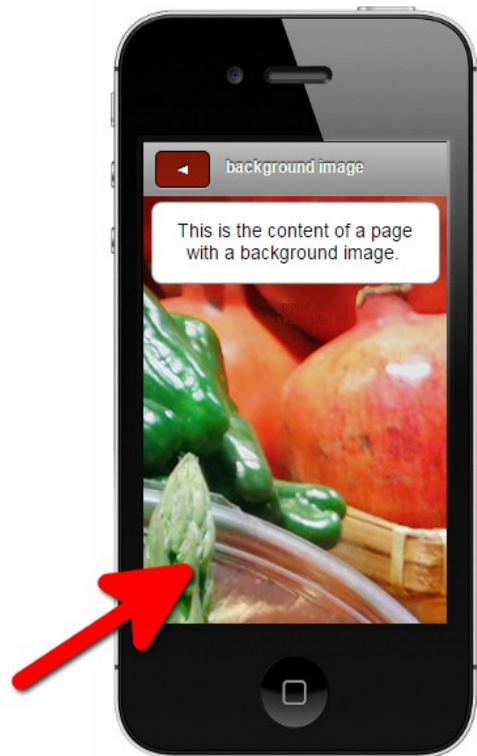 background image
This is the content of a page
with a background image.